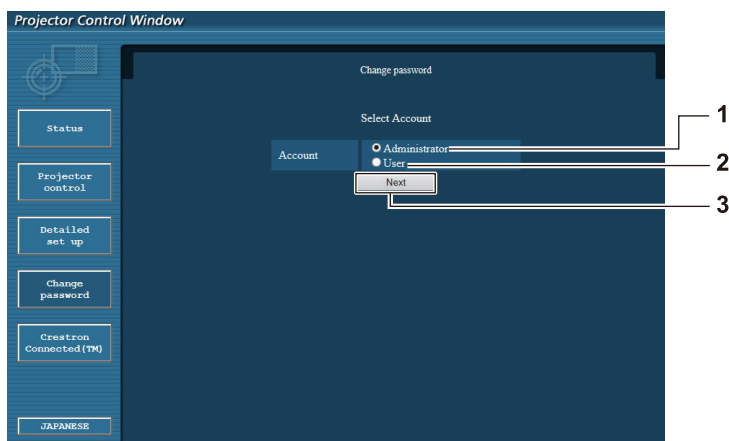 Projector Control Window
Change password
Select Account
Account
Administrator
User
Next
Status
Projector
control
Detailed
set up
Change
password
Crestron
Connected(TM)
JAPANESE
1
2
3